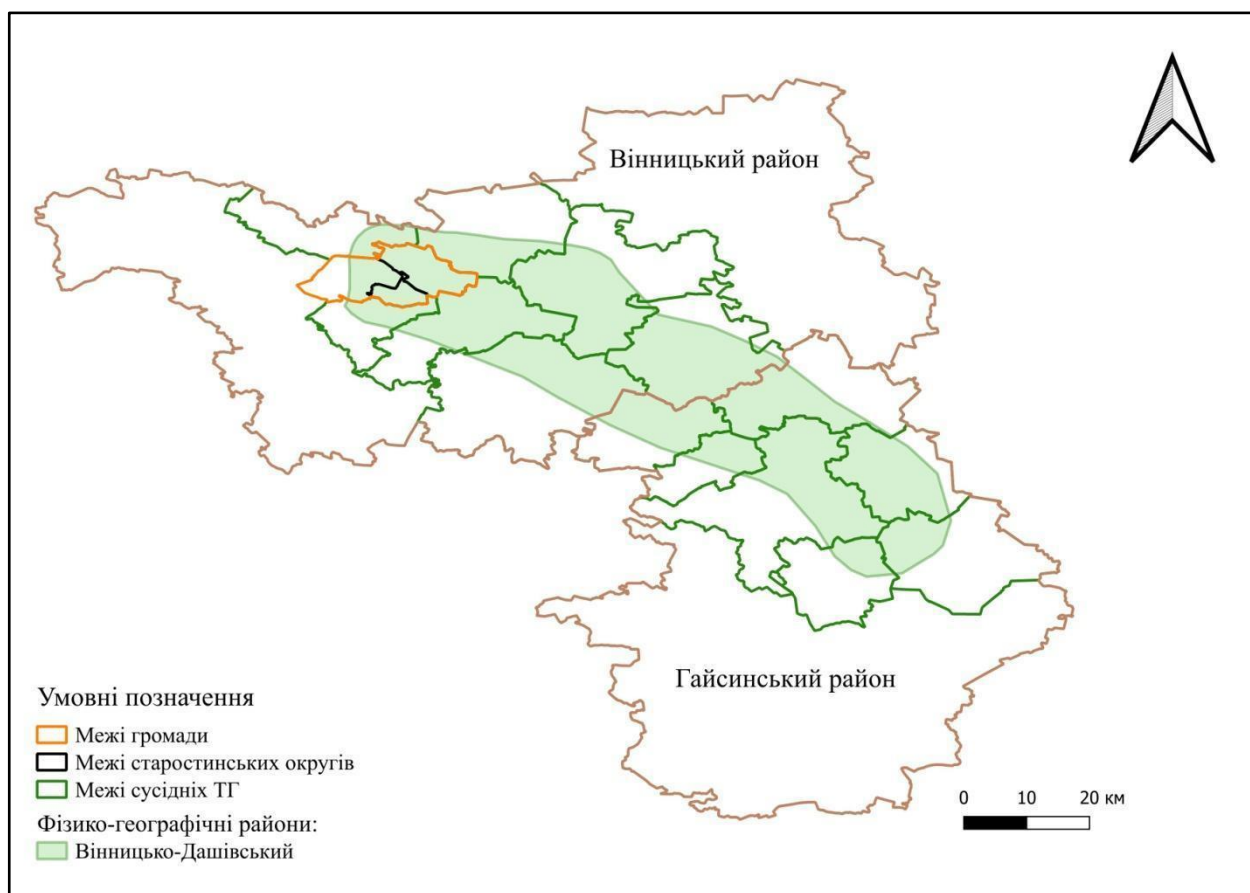 Вінницький район
Гайсинський район
Умовні позначення
Межі громади
Межі старостинських округів
Межі сусідніх ТГ
Фізико-географічні райони:
Вінницько-Дашівський
0 10 20 км